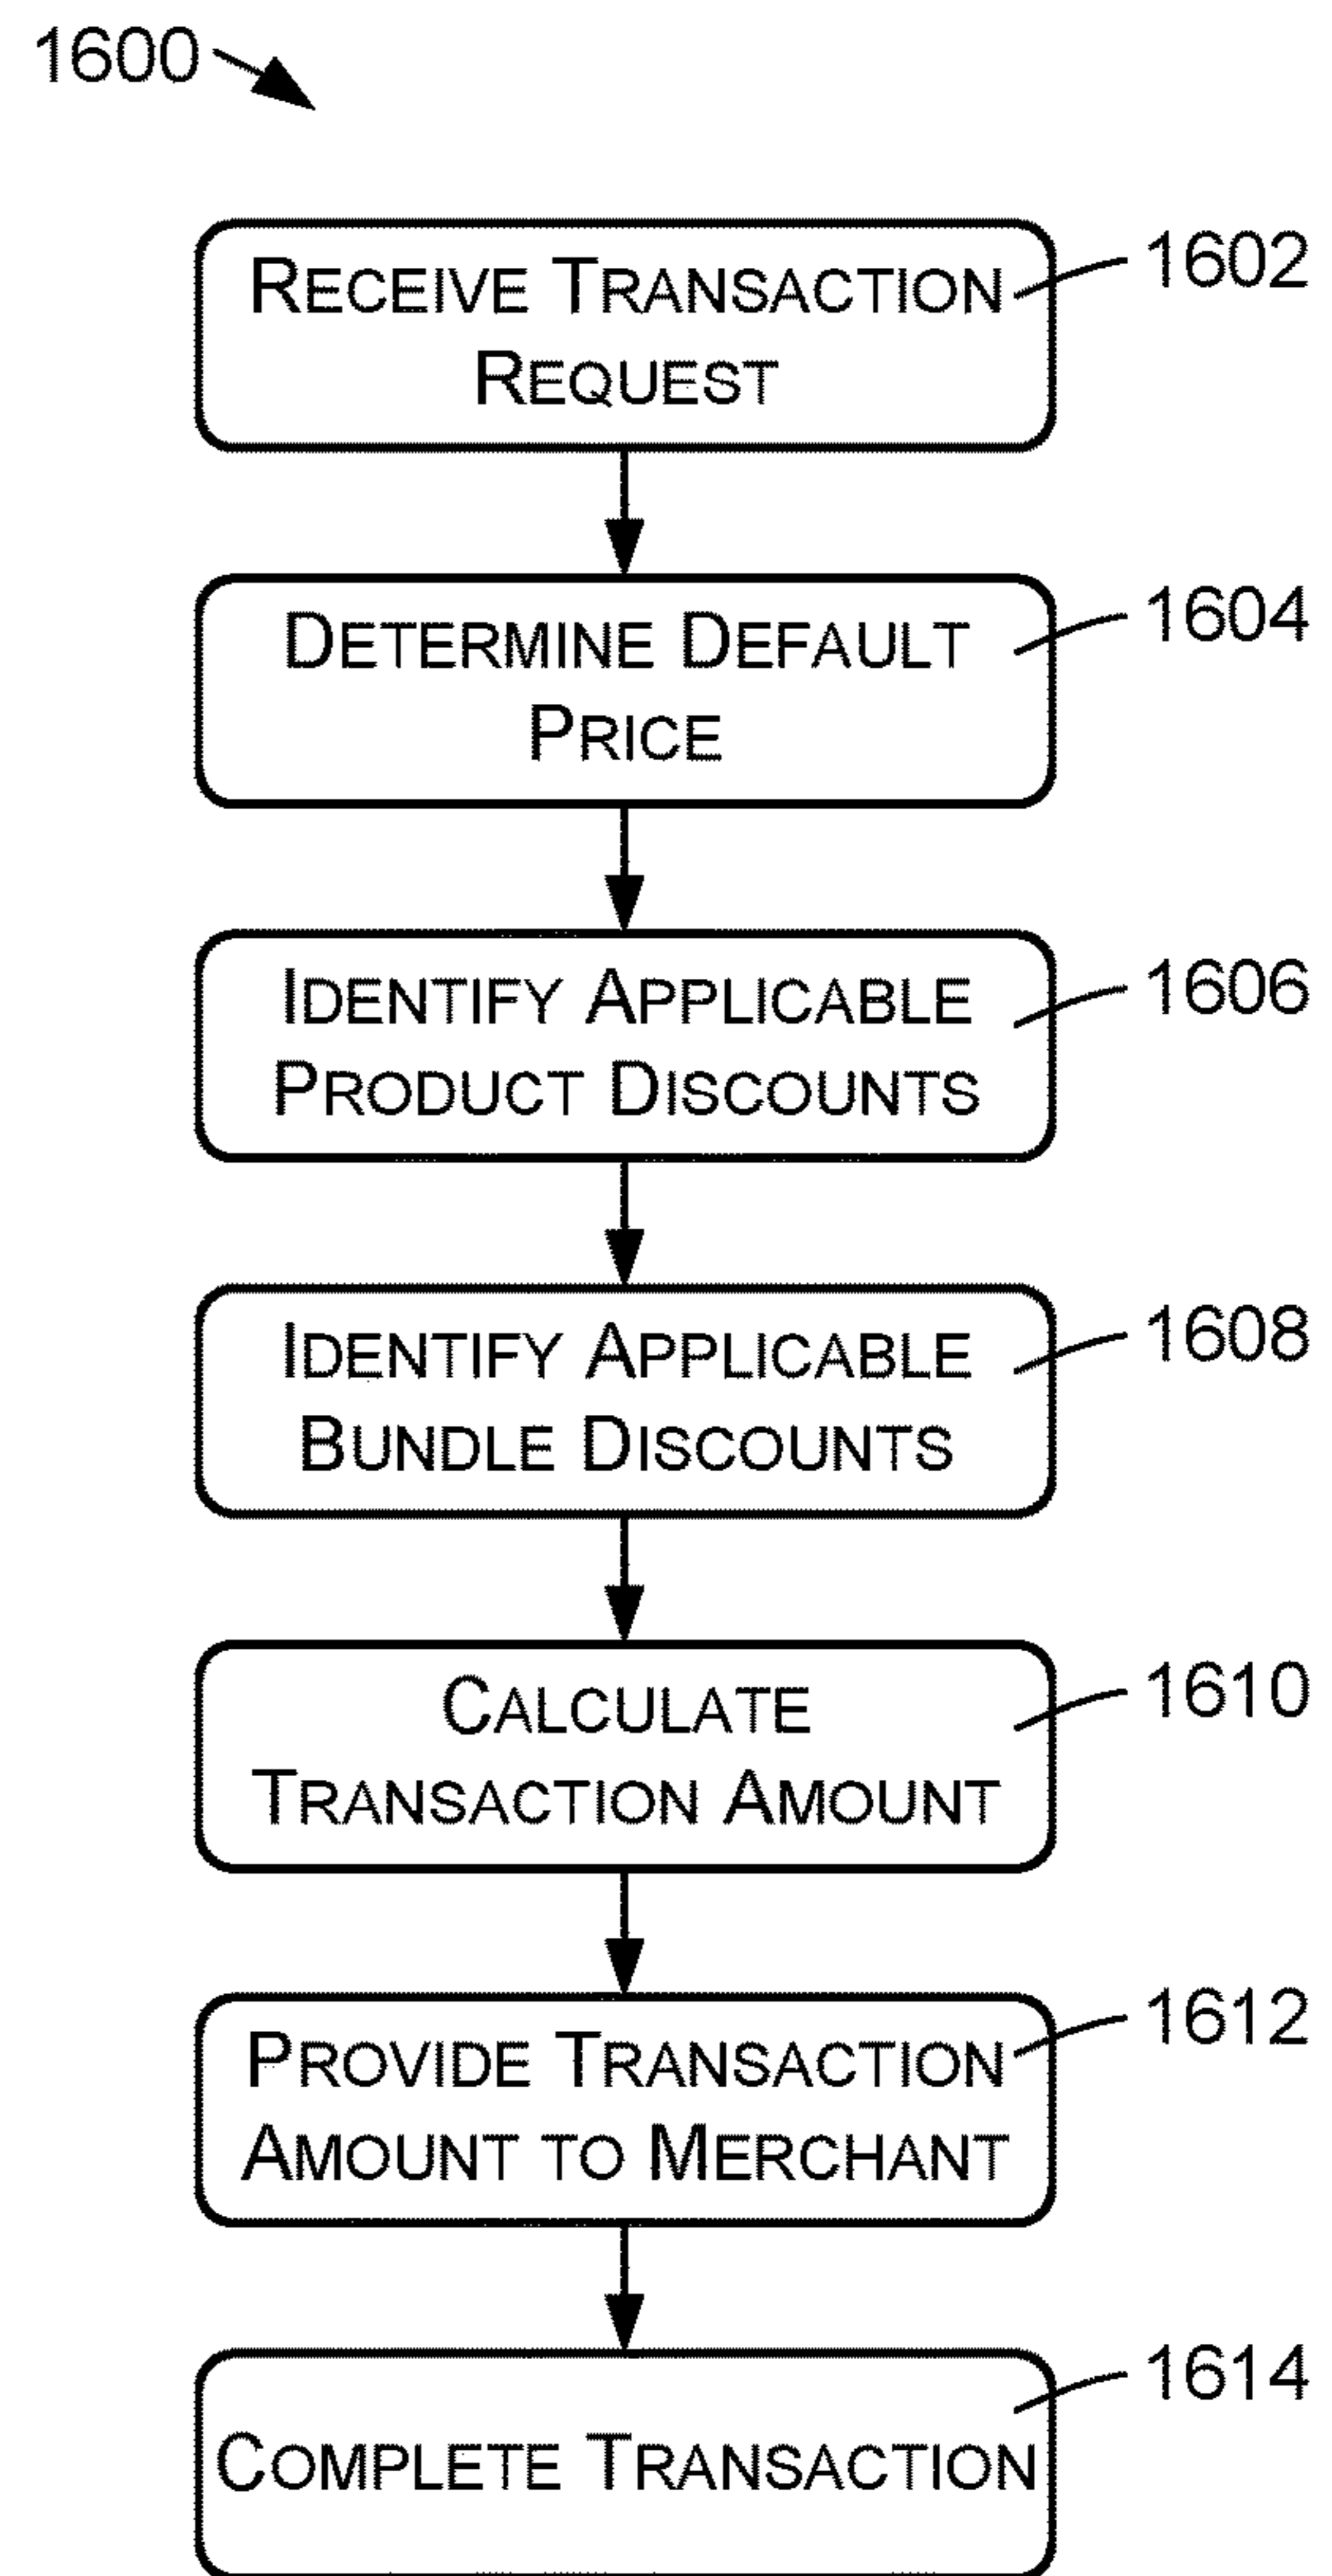 1600
RECEIVE TRANSACTION
REQUEST
1602
DETERMINE DEFAULT
PRICE
1604
IDENTIFY APPLICABLE
PRODUCT DISCOUNTS
1606
IDENTIFY APPLICABLE
BUNDLE DISCOUNTS
1608
CALCULATE
TRANSACTION AMOUNT
1610
PROVIDE TRANSACTION
AMOUNT TO MERCHANT
1612
COMPLETE TRANSACTION
1614